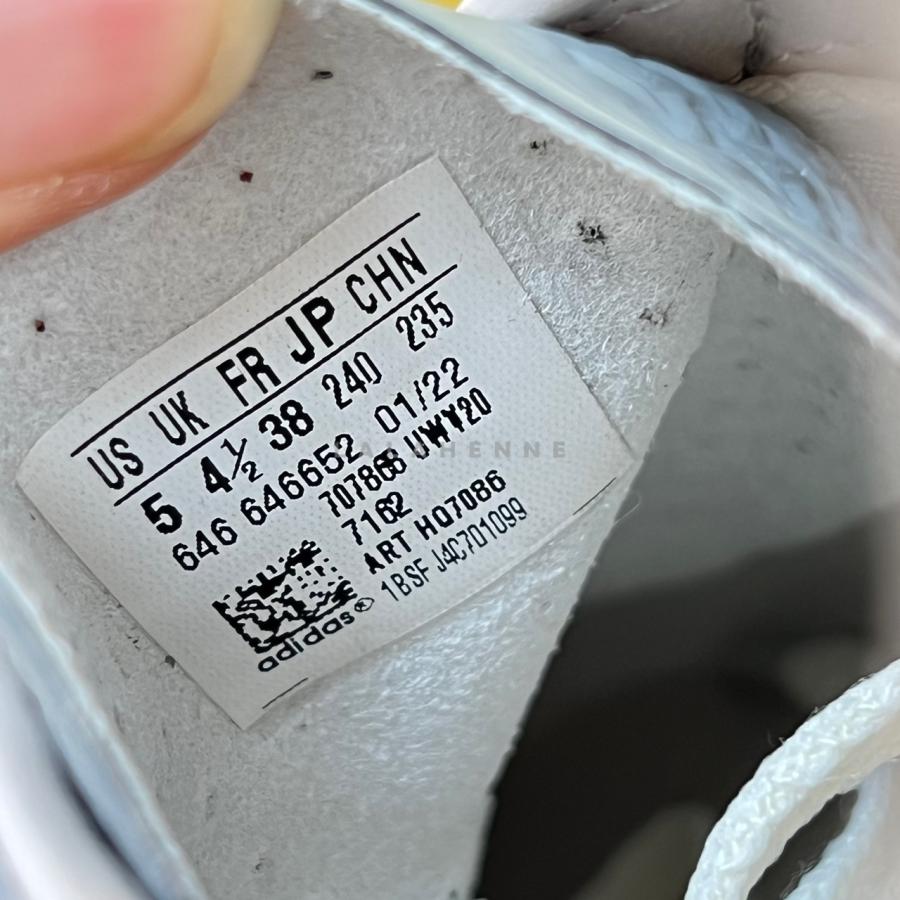 US UK FR JP CHN
5 4½ 38 240 235
646 646652 01/22
707868 UWY20
7162
ART HQ7086
1BSF J4C701099
adidas®